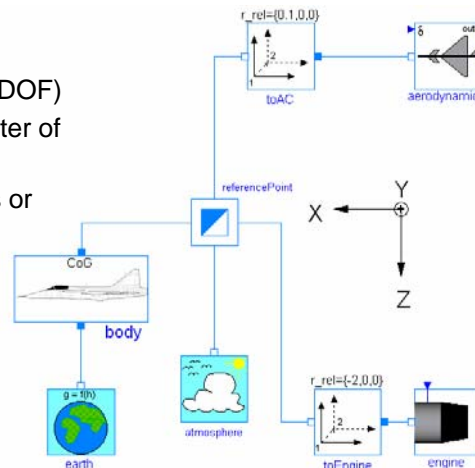 r_rel={0.1,0,0}
2
1
toAC
δ
out
aerodynamic
DOF)
ter of
or
referencePoint
X
Y
Z
CoG
body
g = f(h)
earth
atmosphere
r_rel={-2,0,0}
2
1
toEngine
engine